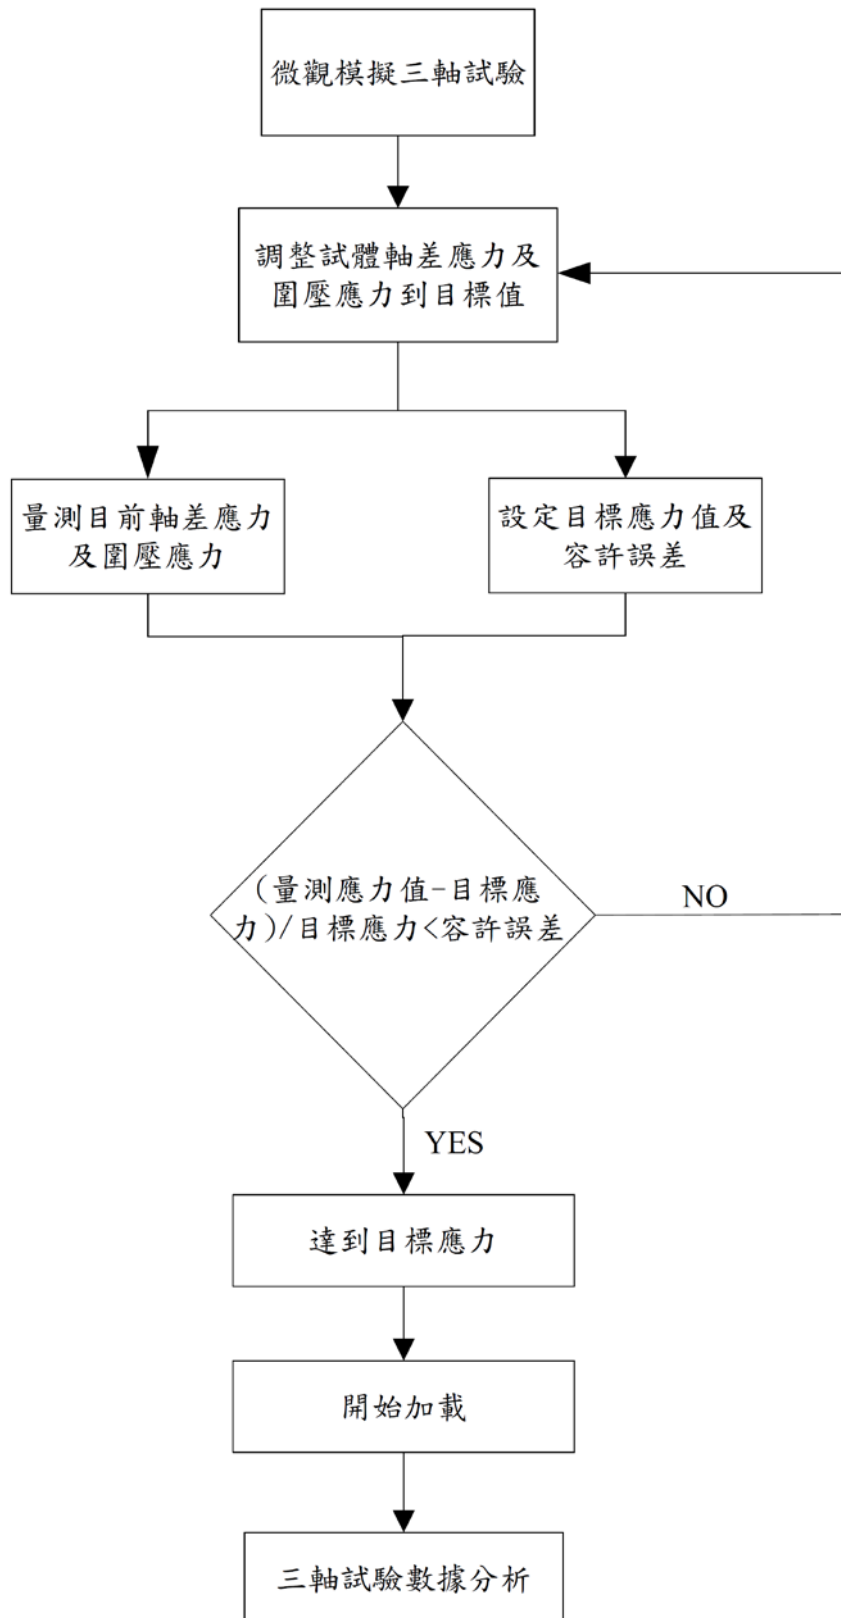 微觀模擬三軸試驗
調整試體軸差應力及
圍壓應力到目標值
量測目前軸差應力
及圍壓應力
設定目標應力值及
容許誤差
(量測應力值-目標應
力)/目標應力<容許誤差
NO
YES
達到目標應力
開始加載
三軸試驗數據分析